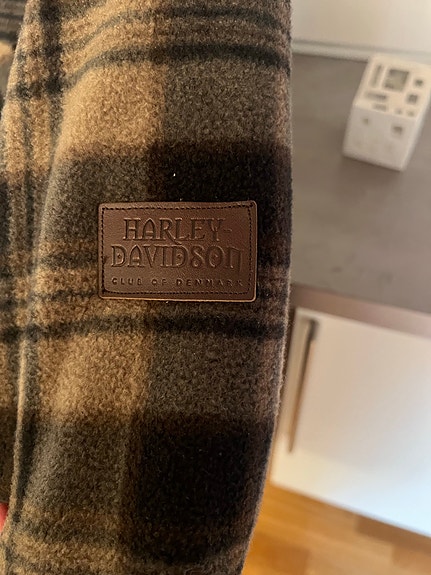 HARLEY-
DAVIDSON
CLUB OF DENMARK